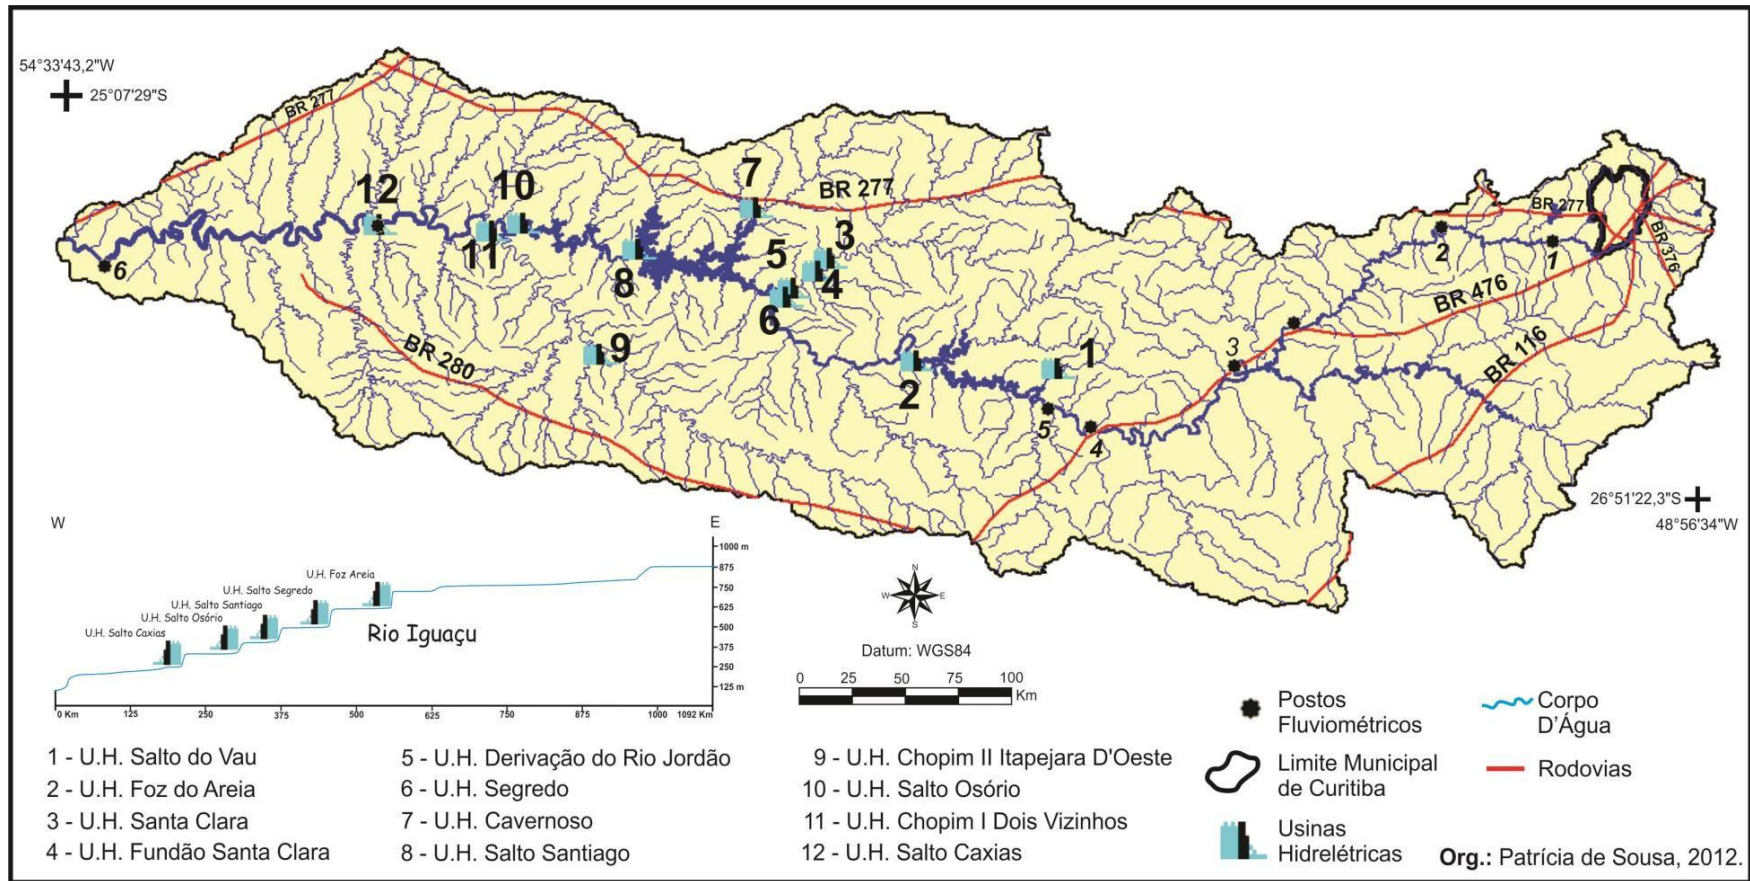 54°33'43,2"W
25°07'29"S
BR 277
12
10
7
BR 277
11
8
5
3
4
6
9
2
1
BR 280
6
BR 277
2
1
BR 376
BR 476
3
BR 116
5
4
26°51'22,3"S
48°56'34"W
W
E
1000 m
875
750
625
500
375
250
125 m
U.H. Foz Areia
U.H. Salto Segredo
U.H. Salto Santiago
U.H. Salto Osório
U.H. Salto Caxias
Rio Iguaçu
0 Km 125 250 375 500 625 750 875 1000 1092 Km
N
W E
S
Datum: WGS84
0 25 50 75 100
Km
1 - U.H. Salto do Vau
2 - U.H. Foz do Areia
3 - U.H. Santa Clara
4 - U.H. Fundão Santa Clara
5 - U.H. Derivação do Rio Jordão
6 - U.H. Segredo
7 - U.H. Cavernoso
8 - U.H. Salto Santiago
9 - U.H. Chopim II Itapejara D'Oeste
10 - U.H. Salto Osório
11 - U.H. Chopim I Dois Vizinhos
12 - U.H. Salto Caxias
Postos
Fluviométricos
Limite Municipal
de Curitiba
Usinas
Hidrelétricas
Corpo
D'Água
Rodovias
Org.: Patrícia de Sousa, 2012.